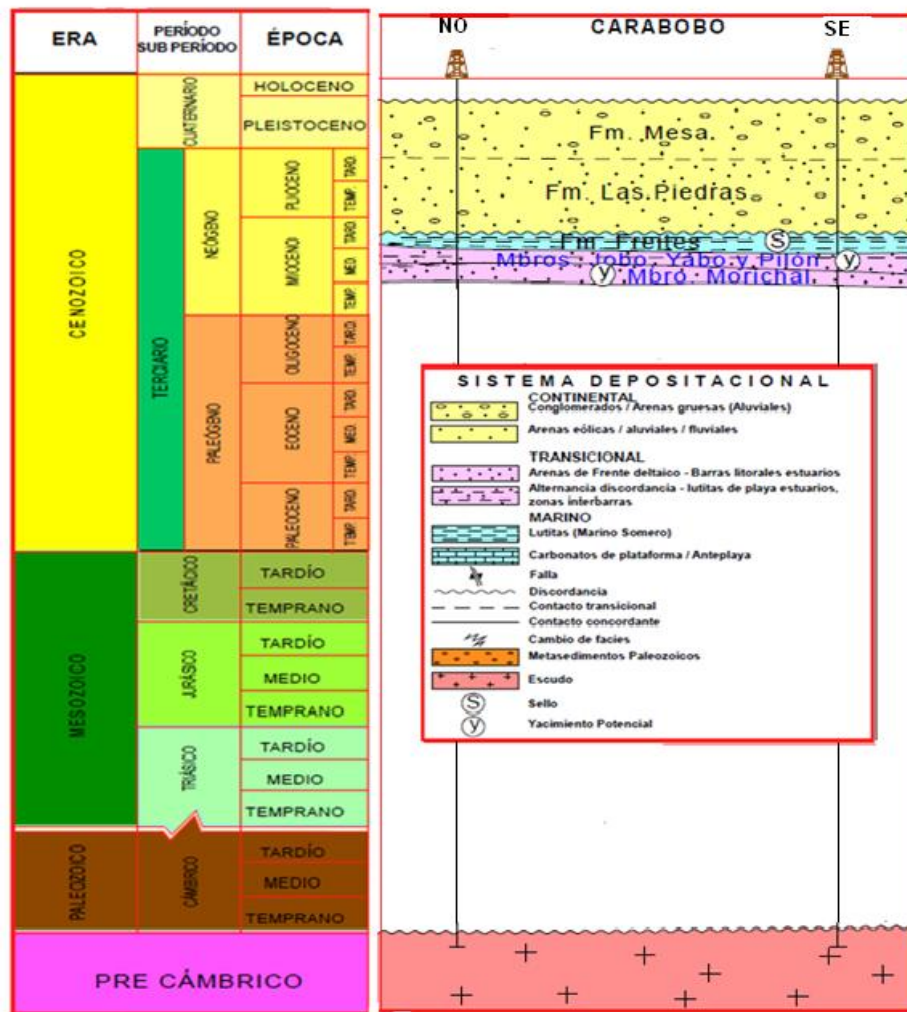 ERA
PERÍODO
SUB PERÍODO
ÉPOCA
CENOZOICO
CUATERNARIO
HOLOCENO
PLEISTOCENO
TERCIARIO
NEÓGENO
PLIOCENO
TARD.
TEMP.
MIOCENO
TARD.
MED.
TEMP.
PALEÓGENO
OLIGOCENO
TARD.
TEMP.
EOCENO
TARD.
MED.
TEMP.
PALEOCENO
TARD.
TEMP.
MESOZOICO
CRETÁCICO
TARDÍO
TEMPRANO
JURÁSICO
TARDÍO
MEDIO
TEMPRANO
TRIÁSICO
TARDÍO
MEDIO
TEMPRANO
PALEOZOICO
CÁMBRICO
TARDÍO
MEDIO
TEMPRANO
PRE CÁMBRICO
NO CARABOBO SE
Fm. Mesa.
Fm. Las Piedras
Fm. Freites S
Mbros. Jobo, Yabo y Pijón y
y Mbro. Morichal
SISTEMA DEPOSITACIONAL
CONTINENTAL
Conglomerados / Arenas gruesas (Aluviales)
Arenas eólicas / aluviales / fluviales
TRANSICIONAL
Arenas de Frente deltaico - Barras litorales estuarios
Alternancia discordancia - lutitas de playa estuarios,
zonas interbarras
MARINO
Lutitas (Marino Somero)
Carbonatos de plataforma / Anteplaya
Falla
Discordancia
Contacto transicional
Contacto concordante
Cambio de facies
Metasedimentos Paleozoicos
Escudo
S Sello
y Yacimiento Potencial